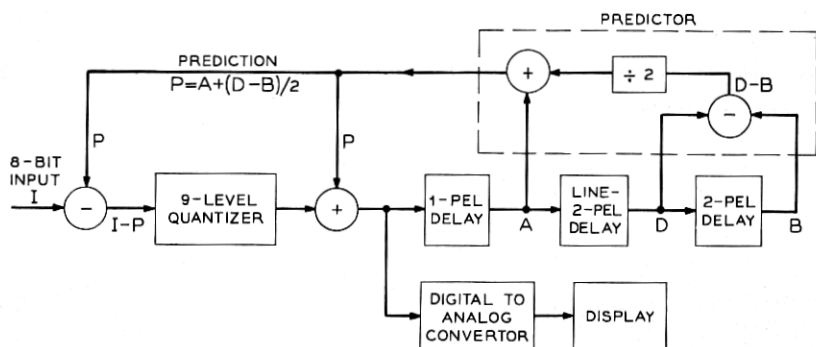 PREDICTOR
PREDICTION
P=A+(D-B)/2
÷ 2
D-B
+
-
P
P
8-BIT
INPUT
I
-
I-P
9-LEVEL
QUANTIZER
+
1-PEL
DELAY
A
LINE-
2-PEL
DELAY
D
2-PEL
DELAY
B
DIGITAL TO
ANALOG
CONVERTOR
DISPLAY